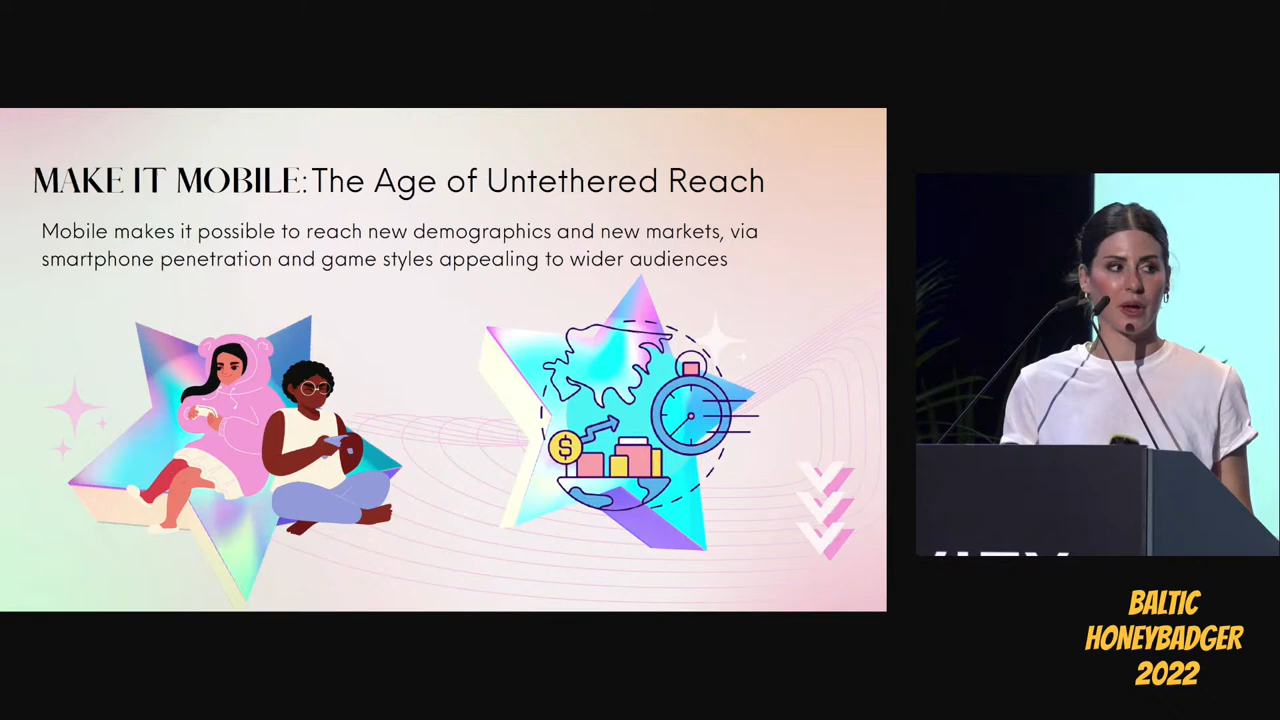 MAKE IT MOBILE: The Age of Untethered Reach
Mobile makes it possible to reach new demographics and new markets, via
smartphone penetration and game styles appealing to wider audiences
$
BALTIC
HONEYBADGER
2022